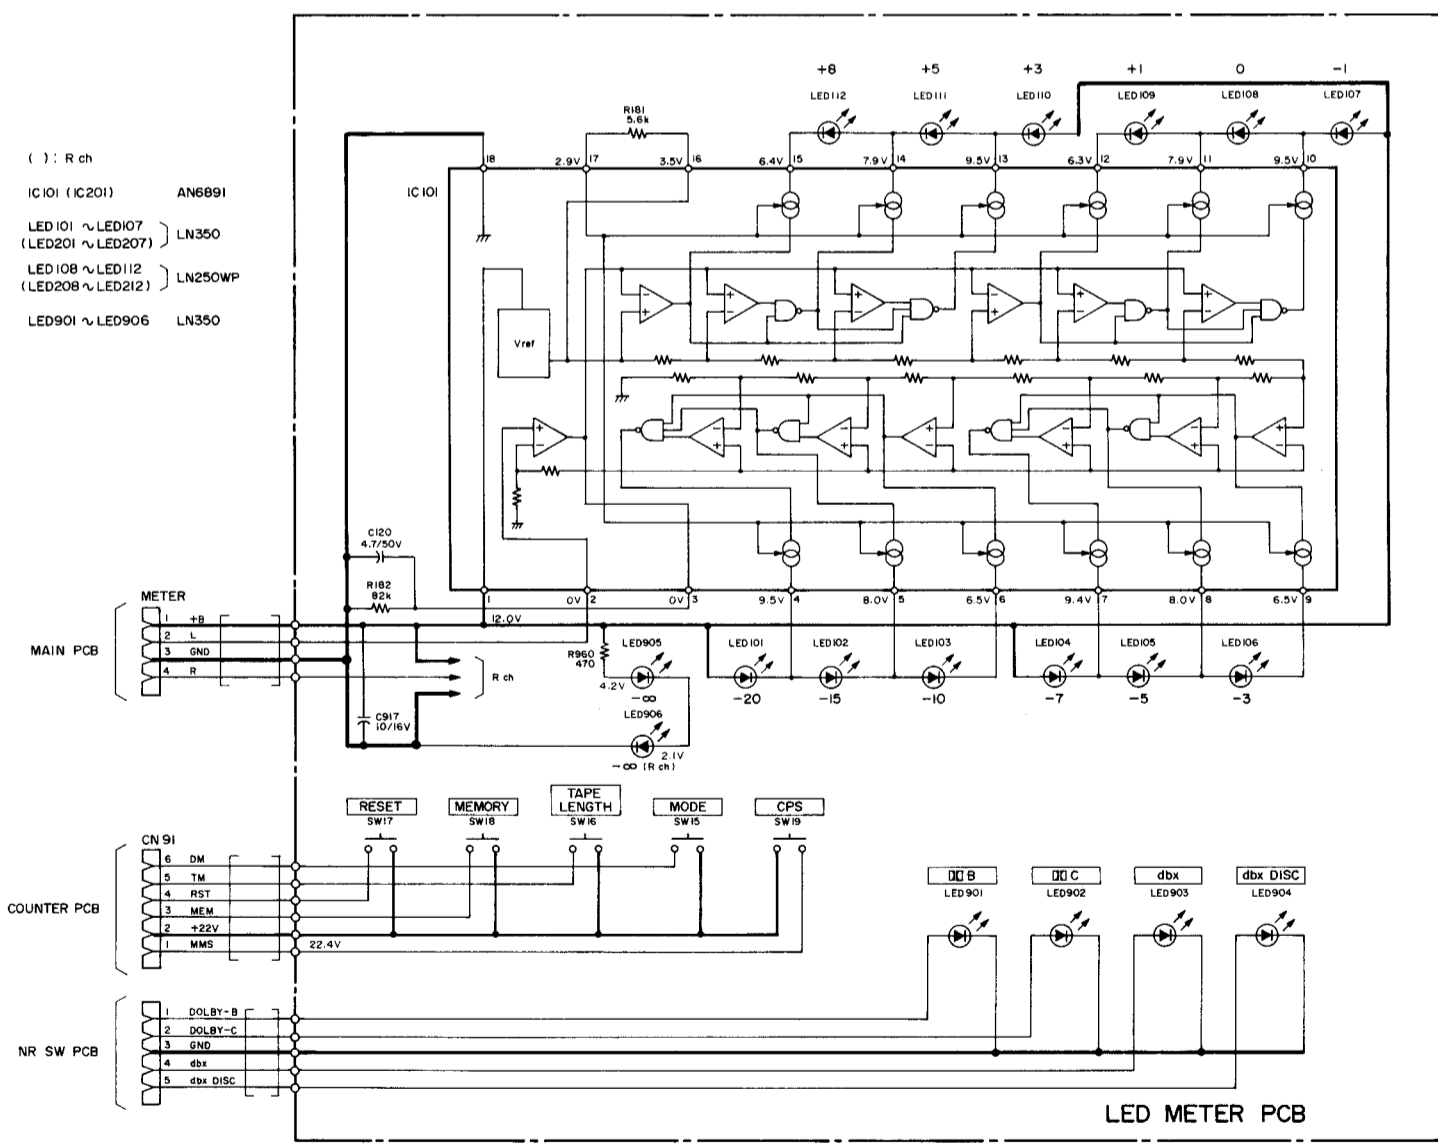 +8 +5 +3 +1 0 -1
LED112 LED111 LED110 LED109 LED108 LED107
R181
5.6k
( ): R ch
18 2.9V 17 3.5V 16 6.4V 15 7.9V 14 9.5V 13 6.3V 12 7.9V 11 9.5V 10
IC101 (IC201) AN6891
IC101
LED101 ~ LED107
(LED201 ~ LED207) LN350
LED108 ~ LED112
(LED208 ~ LED212) LN250WP
LED901 ~ LED906 LN350
Vref
- + + - + - - + + - + -
+ - - + - + + - - + - + + -
C120
4.7/50V
R182
82k
METER
1 0V 2 0V 3 9.5V 4 8.0V 5 6.5V 6 9.4V 7 8.0V 8 6.5V 9
12.0V
MAIN PCB
1 +B
2 L
3 GND
4 R
R960
470
LED905 LED101 LED102 LED103 LED104 LED105 LED106
R ch
4.2V
-∞ -20 -15 -10 -7 -5 -3
C917
10/16V
LED906
2.1V
-∞ (R ch)
RESET MEMORY TAPE LENGTH MODE CPS
SW17 SW18 SW16 SW15 SW19
CN91
COUNTER PCB
6 DM
5 TM
4 RST
3 MEM
2 +22V
1 MMS
22.4V
B C dbx dbx DISC
LED901 LED902 LED903 LED904
NR SW PCB
1 DOLBY-B
2 DOLBY-C
3 GND
4 dbx
5 dbx DISC
LED METER PCB